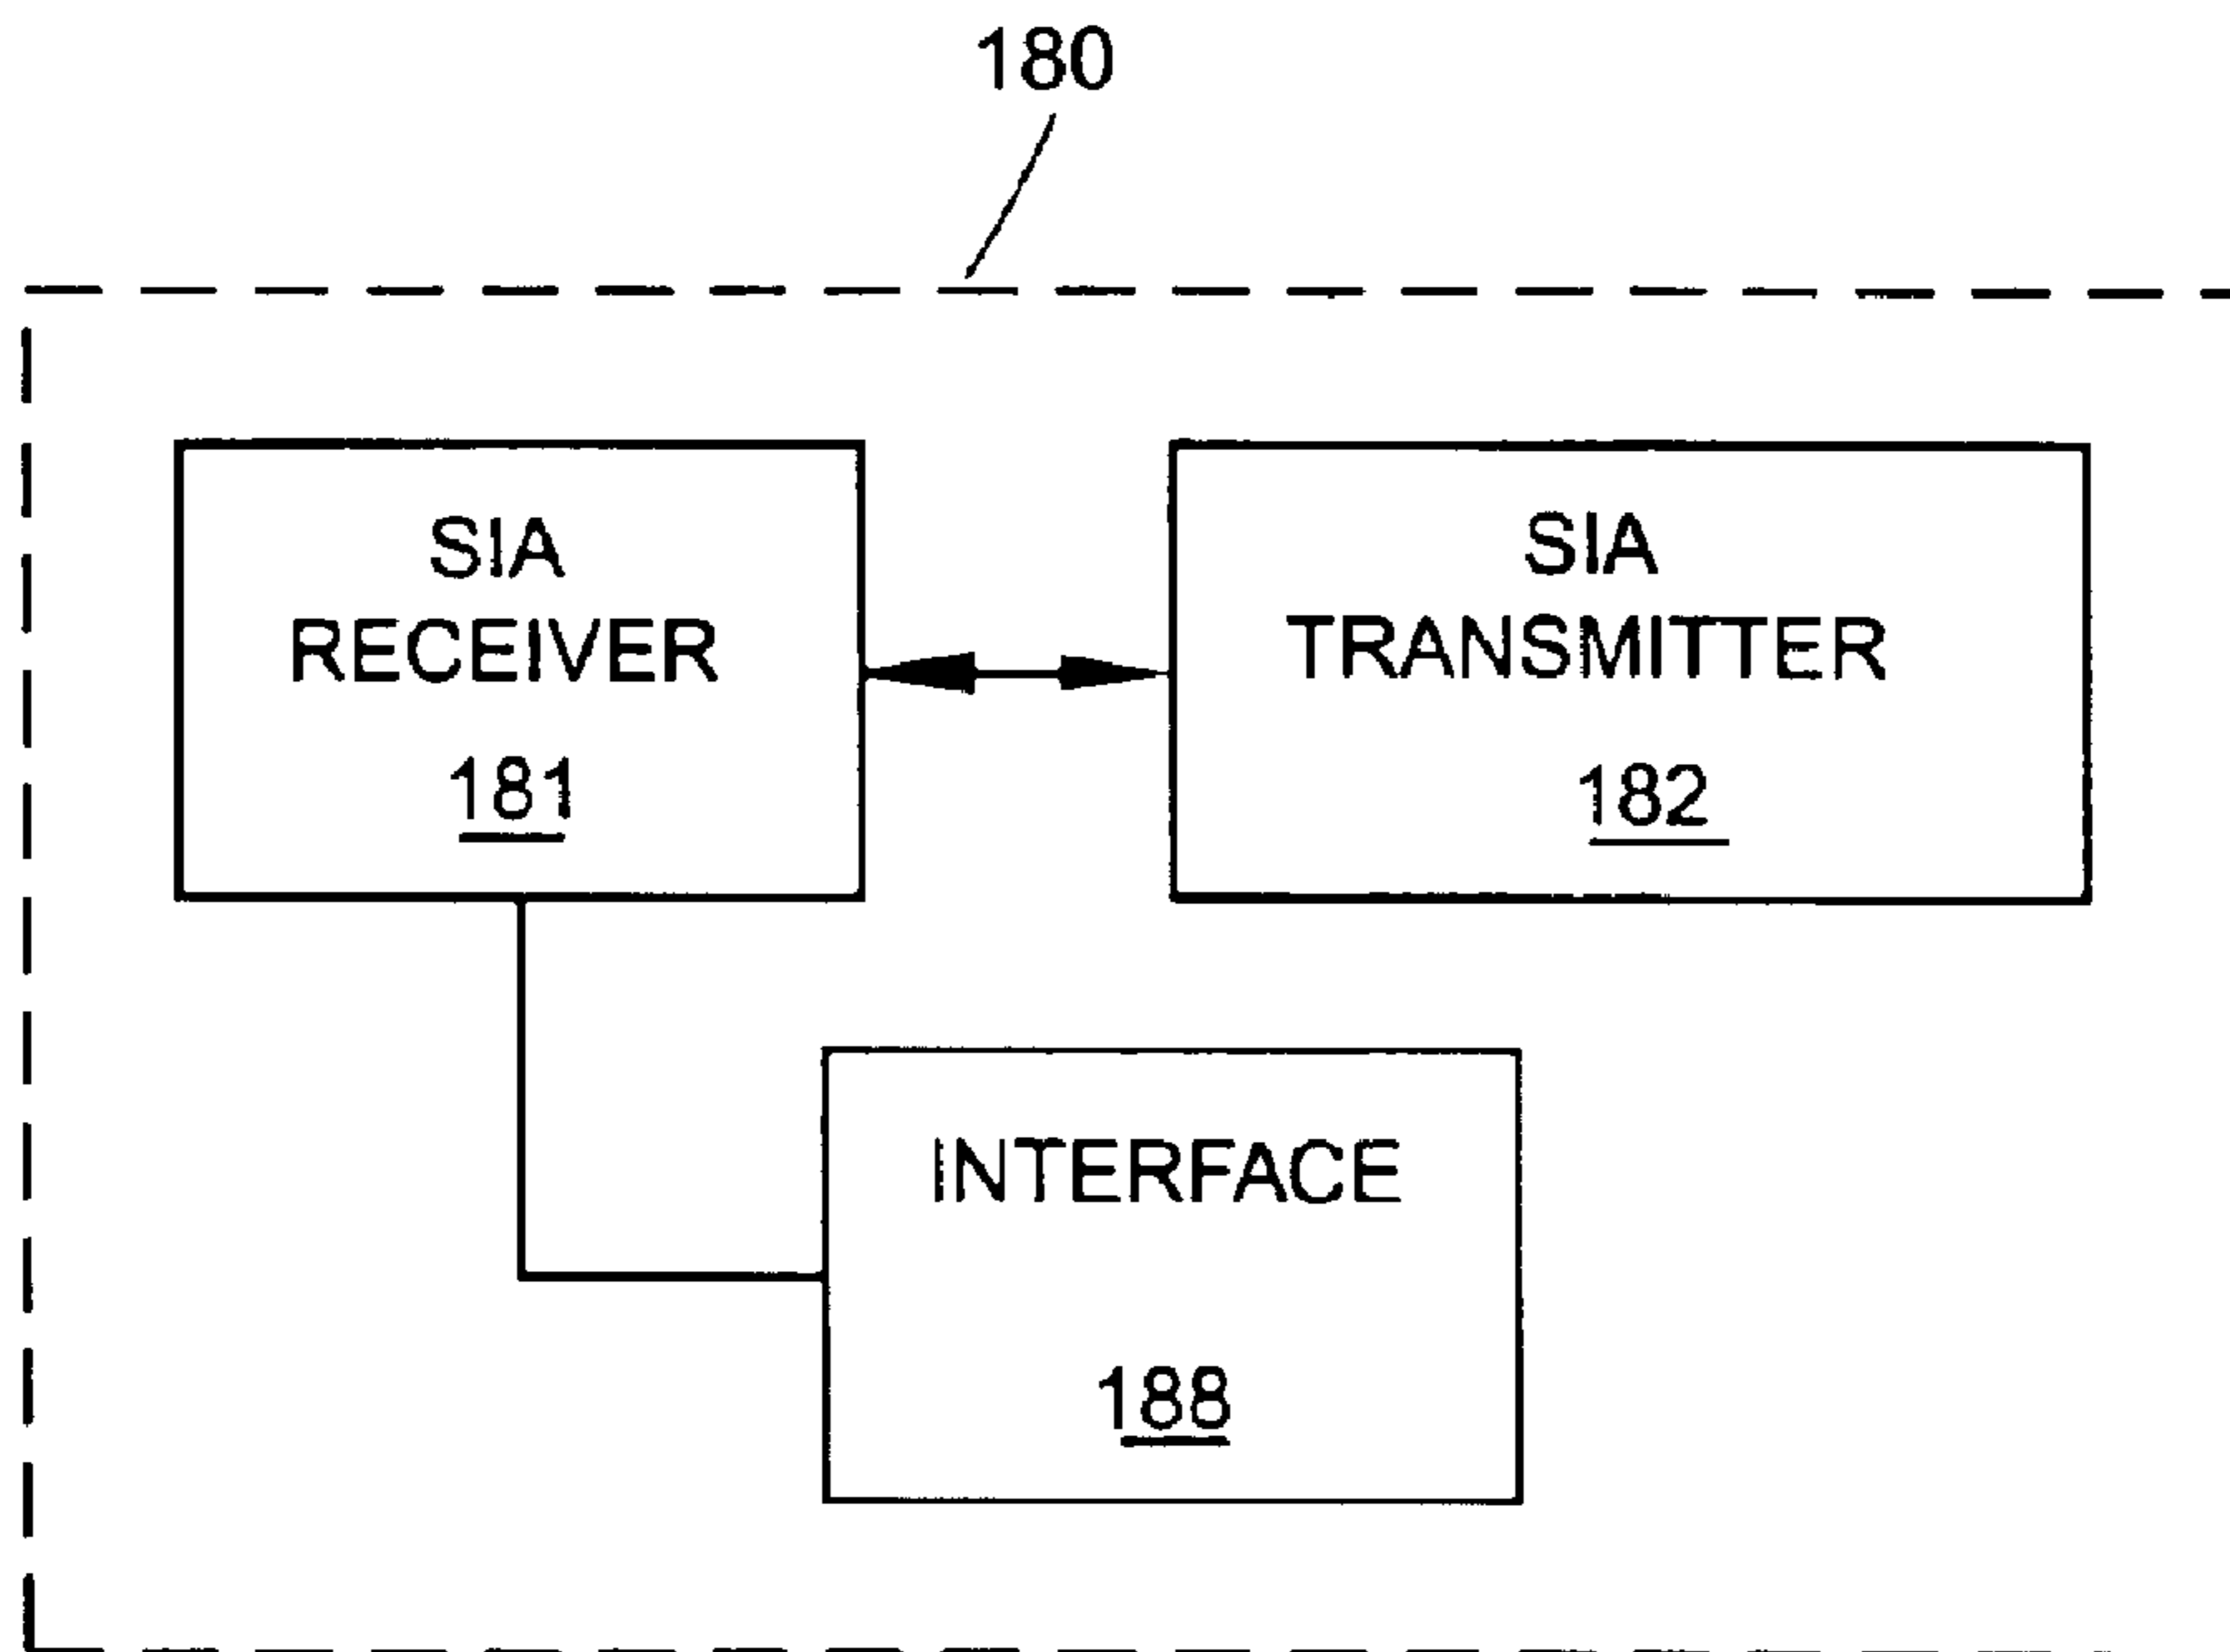 180
SIA
RECEIVER
181
SIA
TRANSMITTER
182
INTERFACE
188